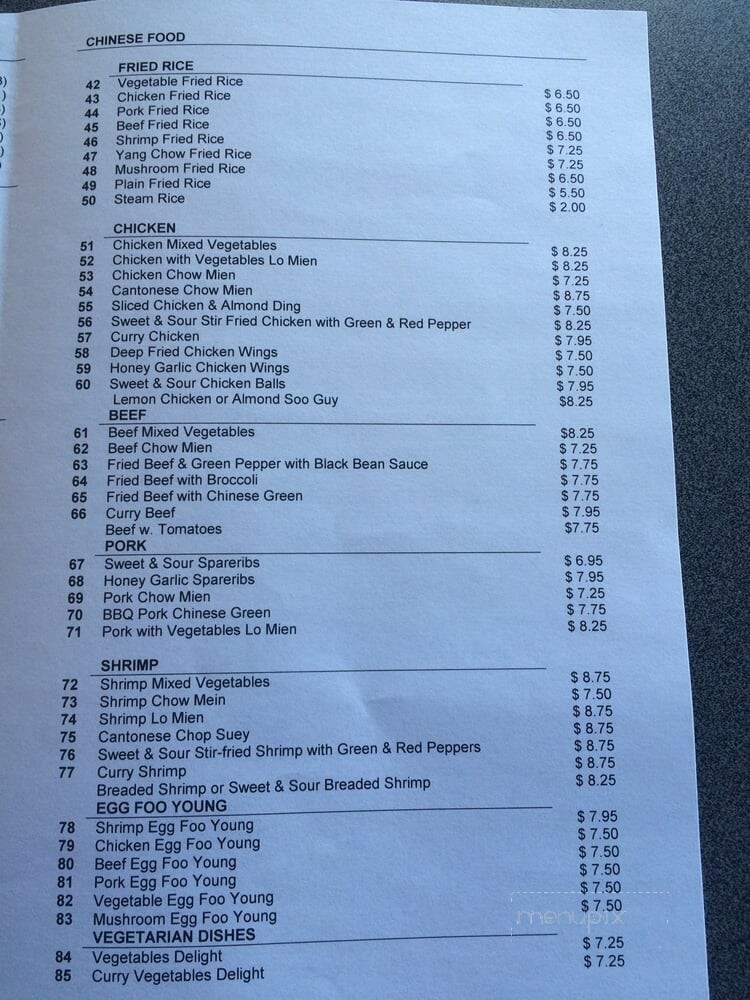 CHINESE FOOD
FRIED RICE
42 Vegetable Fried Rice $ 6.50
43 Chicken Fried Rice $ 6.50
44 Pork Fried Rice $ 6.50
45 Beef Fried Rice $ 6.50
46 Shrimp Fried Rice $ 7.25
47 Yang Chow Fried Rice $ 7.25
48 Mushroom Fried Rice $ 6.50
49 Plain Fried Rice $ 5.50
50 Steam Rice $ 2.00
CHICKEN
51 Chicken Mixed Vegetables $ 8.25
52 Chicken with Vegetables Lo Mien $ 8.25
53 Chicken Chow Mien $ 7.25
54 Cantonese Chow Mien $ 8.75
55 Sliced Chicken & Almond Ding $ 7.50
56 Sweet & Sour Stir Fried Chicken with Green & Red Pepper $ 8.25
57 Curry Chicken $ 7.95
58 Deep Fried Chicken Wings $ 7.50
59 Honey Garlic Chicken Wings $ 7.50
60 Sweet & Sour Chicken Balls $ 7.95
Lemon Chicken or Almond Soo Guy $8.25
BEEF
61 Beef Mixed Vegetables $8.25
62 Beef Chow Mien $ 7.25
63 Fried Beef & Green Pepper with Black Bean Sauce $ 7.75
64 Fried Beef with Broccoli $ 7.75
65 Fried Beef with Chinese Green $ 7.75
66 Curry Beef $ 7.95
Beef w. Tomatoes $7.75
PORK
67 Sweet & Sour Spareribs $ 6.95
68 Honey Garlic Spareribs $ 7.95
69 Pork Chow Mien $ 7.25
70 BBQ Pork Chinese Green $ 7.75
71 Pork with Vegetables Lo Mien $ 8.25
SHRIMP
72 Shrimp Mixed Vegetables $ 8.75
73 Shrimp Chow Mein $ 7.50
74 Shrimp Lo Mien $ 8.75
75 Cantonese Chop Suey $ 8.75
76 Sweet & Sour Stir-fried Shrimp with Green & Red Peppers $ 8.75
77 Curry Shrimp $ 8.75
Breaded Shrimp or Sweet & Sour Breaded Shrimp $ 8.25
EGG FOO YOUNG
78 Shrimp Egg Foo Young $ 7.95
79 Chicken Egg Foo Young $ 7.50
80 Beef Egg Foo Young $ 7.50
81 Pork Egg Foo Young $ 7.50
82 Vegetable Egg Foo Young $ 7.50
83 Mushroom Egg Foo Young $ 7.50
VEGETARIAN DISHES
84 Vegetables Delight $ 7.25
85 Curry Vegetables Delight $ 7.25
menupix